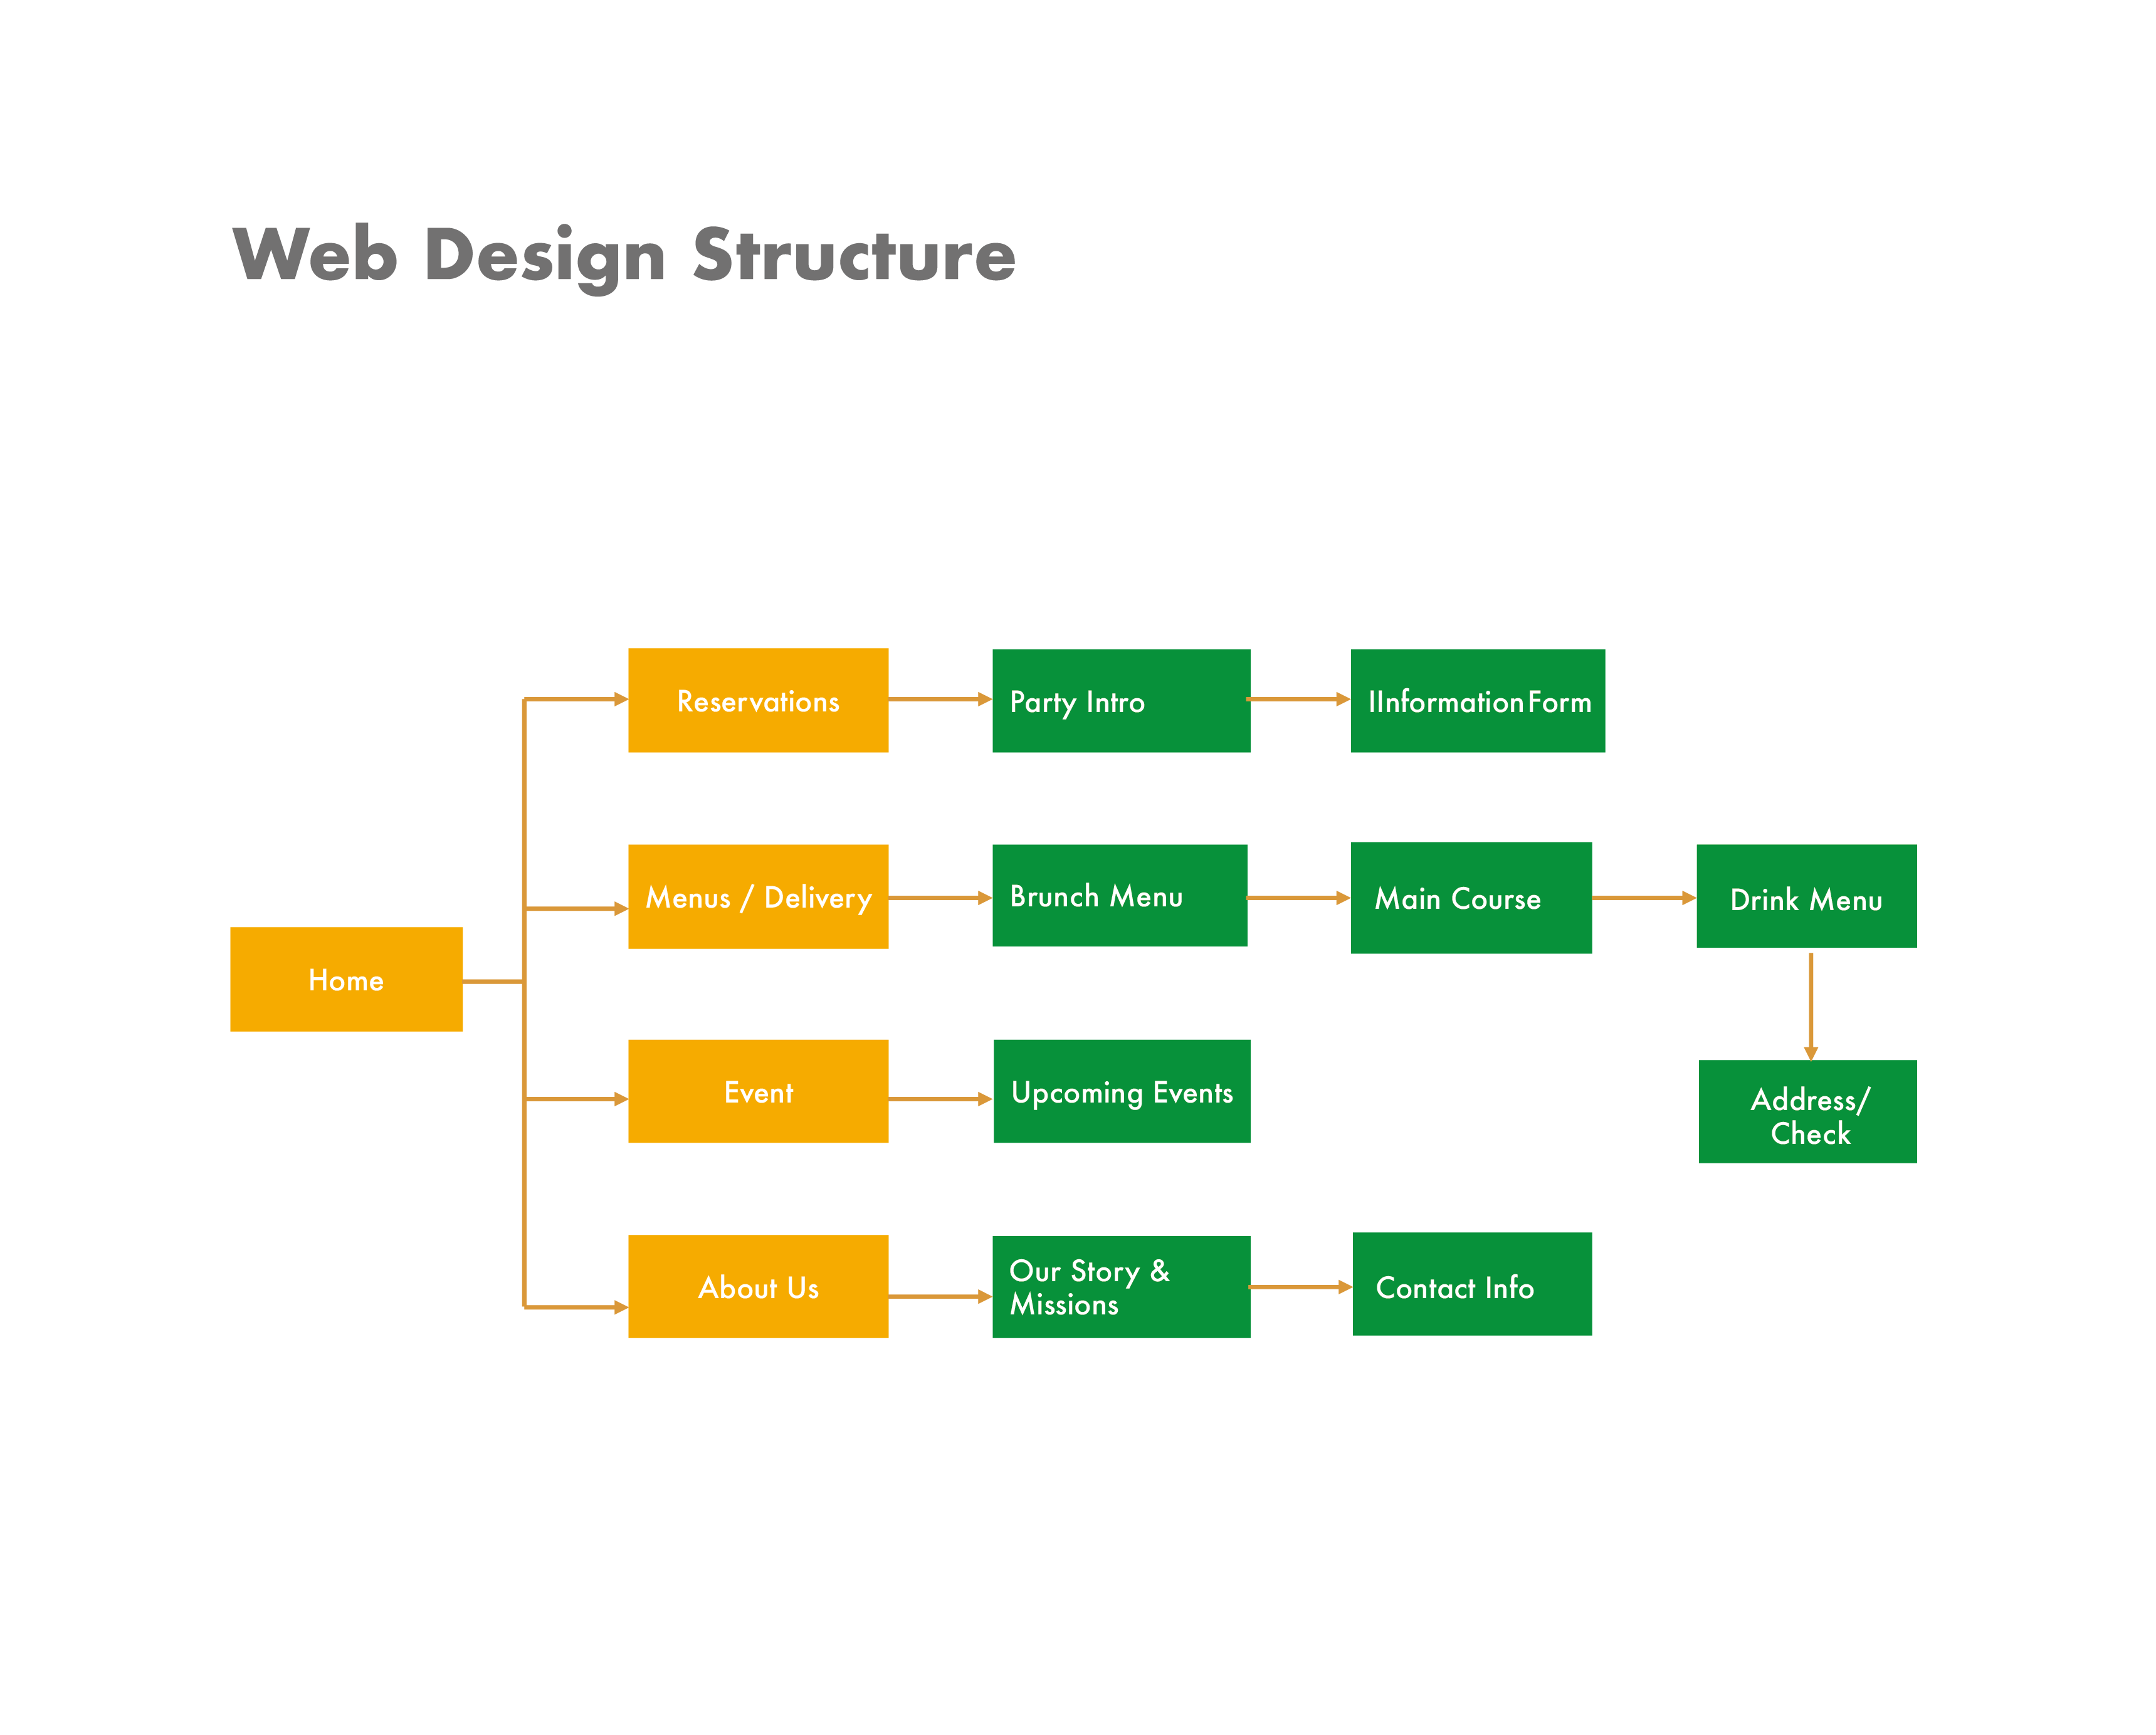 Web Design Structure
Reservations
Party Intro
IInformation Form
Menus / Delivery
Brunch Menu
Main Course
Drink Menu
Home
Event
Upcoming Events
Address/
Check
About Us
Our Story &
Missions
Contact Info